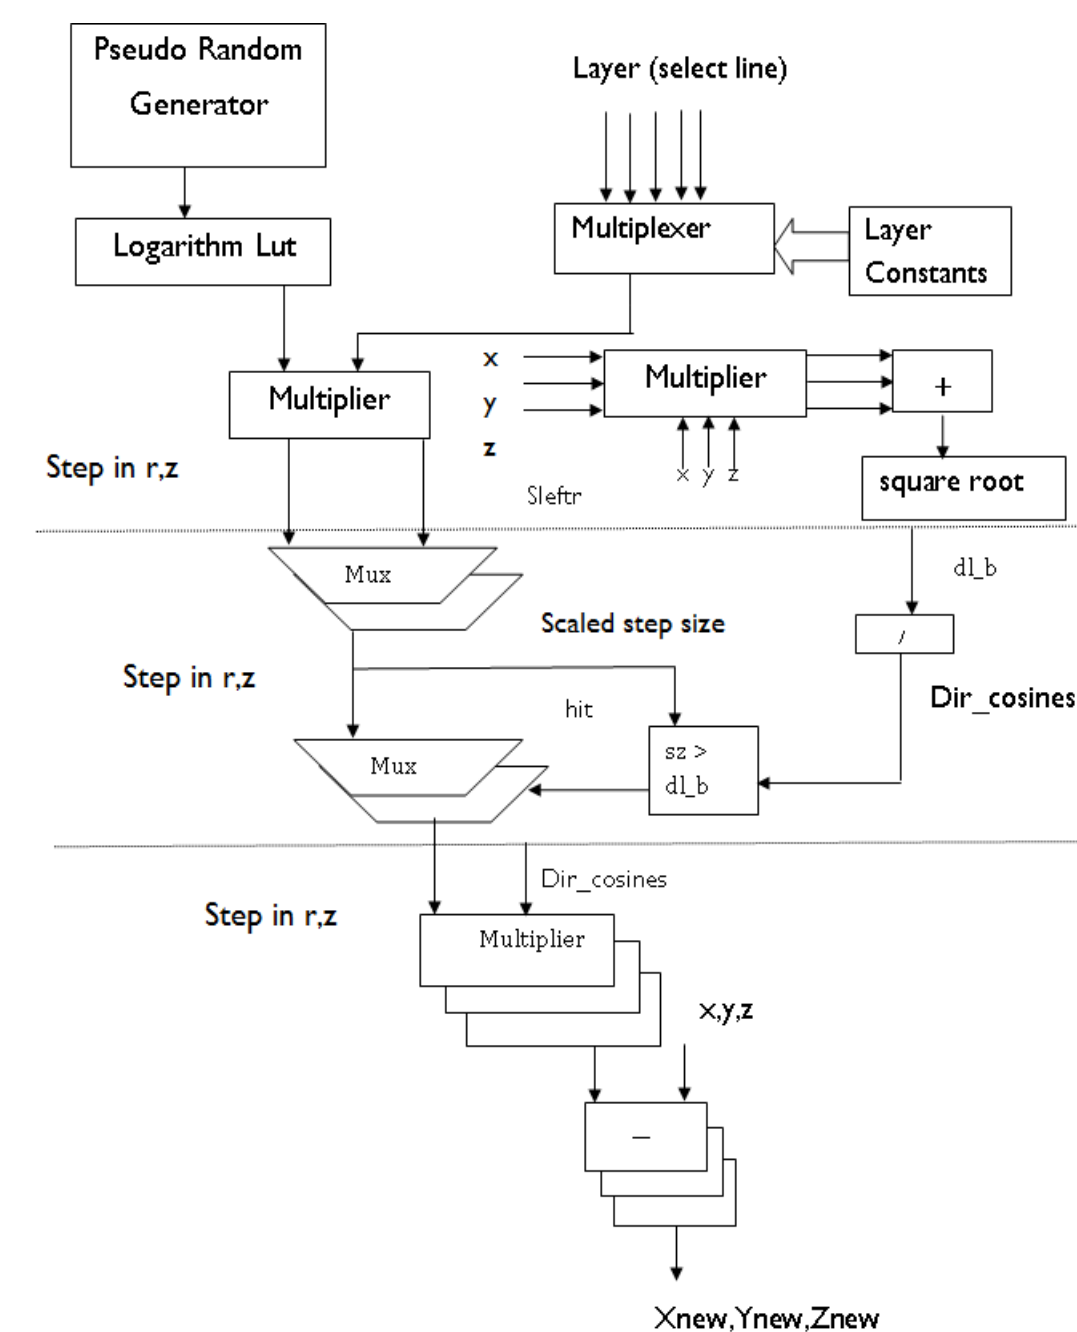 Pseudo Random
Generator
Layer (select line)
Logarithm Lut
Multiplexer
Layer
Constants
Multiplier
x
y
z
Multiplier
+
x y z
Step in r,z
Sleftr
square root
Mux
dl_b
/
Scaled step size
Step in r,z
Dir_cosines
hit
Mux
sz >
dl_b
Dir_cosines
Step in r,z
Multiplier
x,y,z
–
Xnew,Ynew,Znew